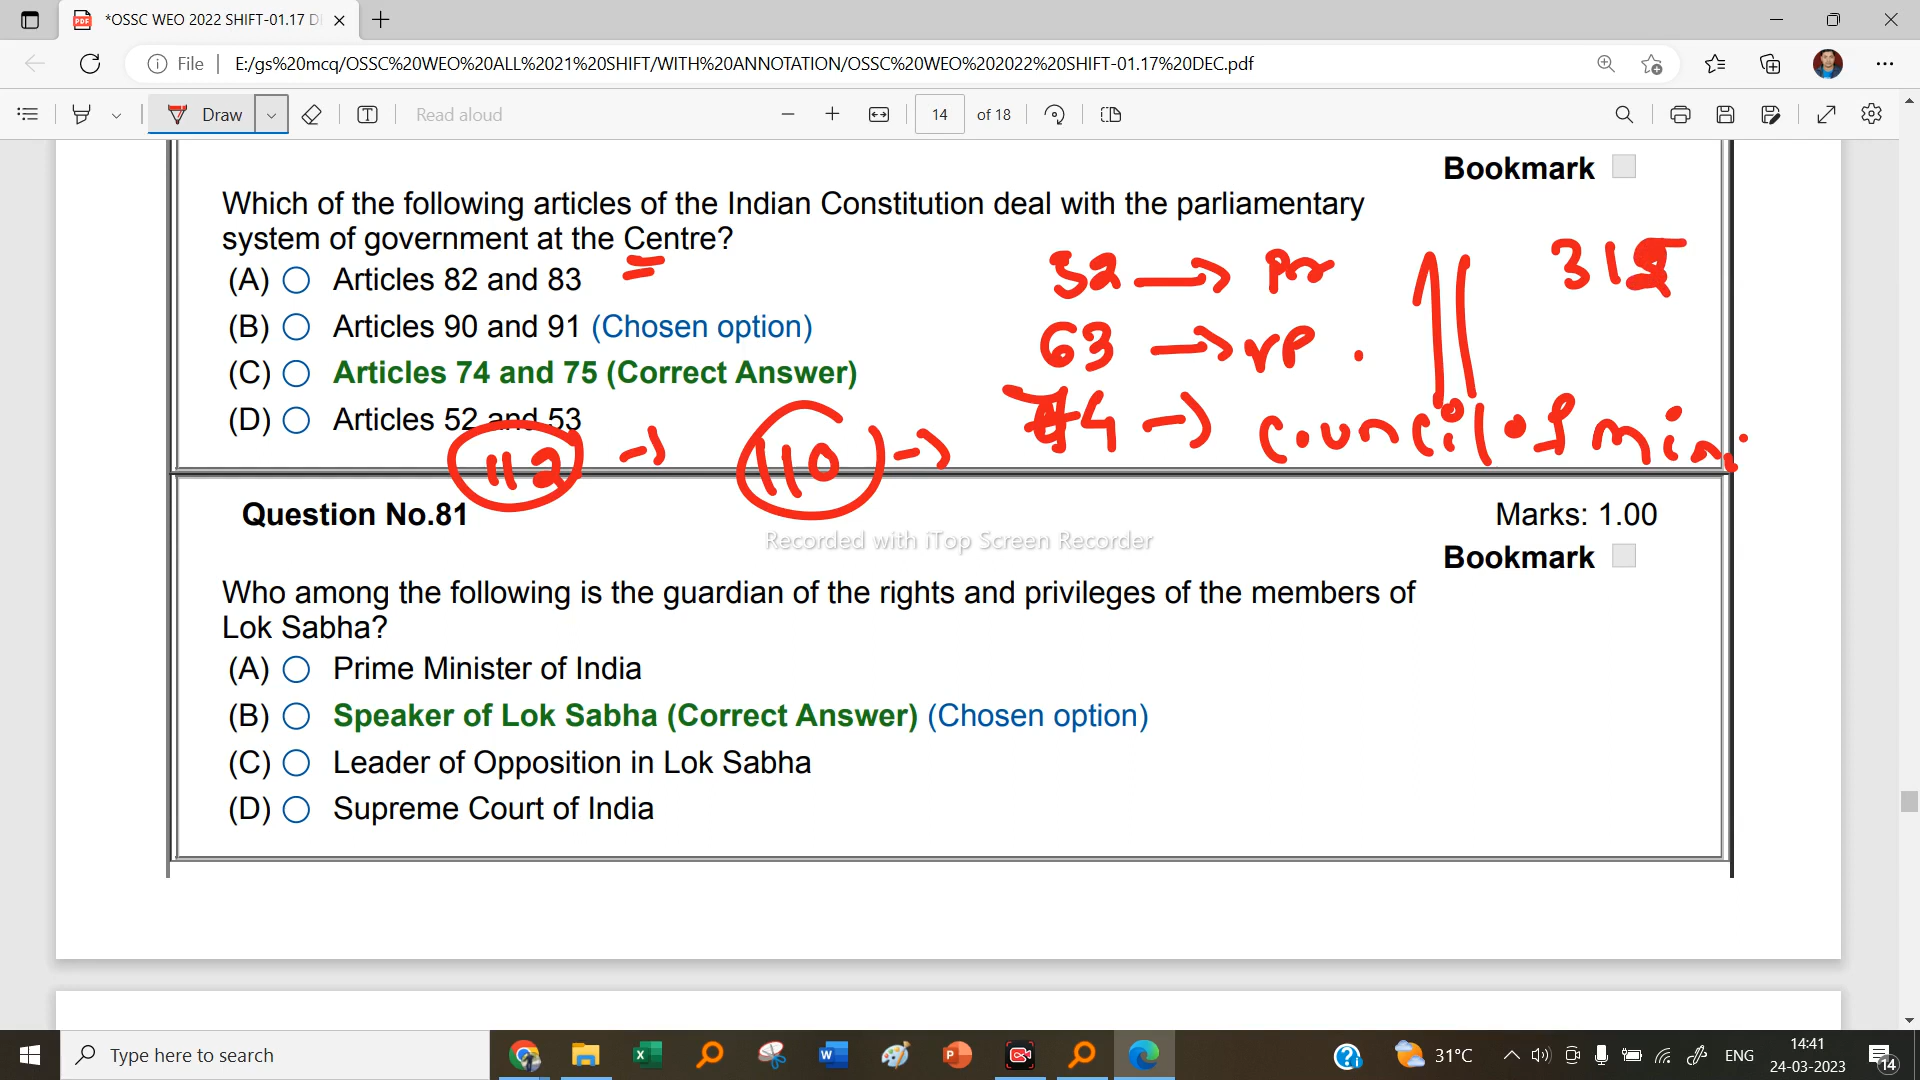 *OSSC WEO 2022 SHIFT-01.17 D
File
E:/gs%20mcq/OSSC%20WEO%20ALL%2021%20SHIFT/WITH%20ANNOTATION/OSSC%20WEO%202022%20SHIFT-01.17%20DEC.pdf
Draw
Read aloud
14 of 18
Bookmark
Which of the following articles of the Indian Constitution deal with the parliamentary
system of government at the Centre?
(A) Articles 82 and 83
(B) Articles 90 and 91 (Chosen option)
(C) Articles 74 and 75 (Correct Answer)
(D) Articles 52 and 53
52 → Pr
63 → VP .
74 → Council of min.
312
112 →
110 →
Question No.81
Marks: 1.00
Recorded with iTop Screen Recorder
Bookmark
Who among the following is the guardian of the rights and privileges of the members of
Lok Sabha?
(A) Prime Minister of India
(B) Speaker of Lok Sabha (Correct Answer) (Chosen option)
(C) Leader of Opposition in Lok Sabha
(D) Supreme Court of India
Type here to search
31°C
ENG
14:41
24-03-2023
14